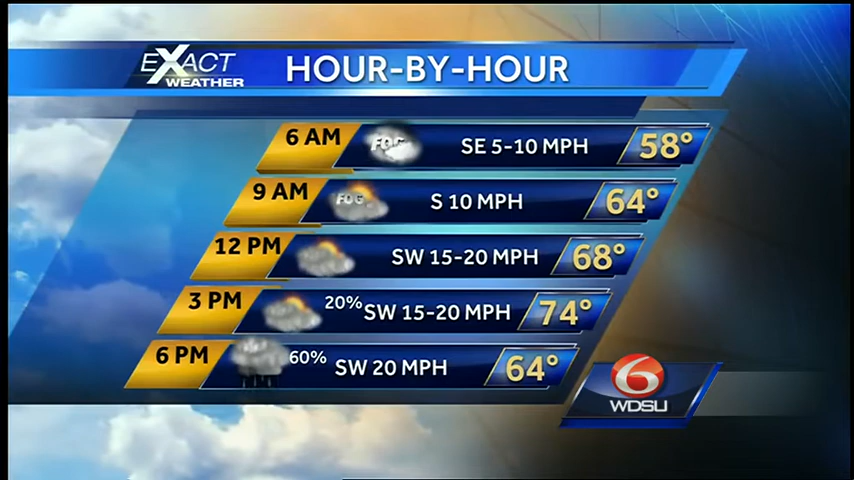 EXACT
WEATHER
HOUR-BY-HOUR
6 AM FOG SE 5-10 MPH 58°
9 AM FOG S 10 MPH 64°
12 PM SW 15-20 MPH 68°
3 PM 20% SW 15-20 MPH 74°
6 PM 60% SW 20 MPH 64°
6
WDSU